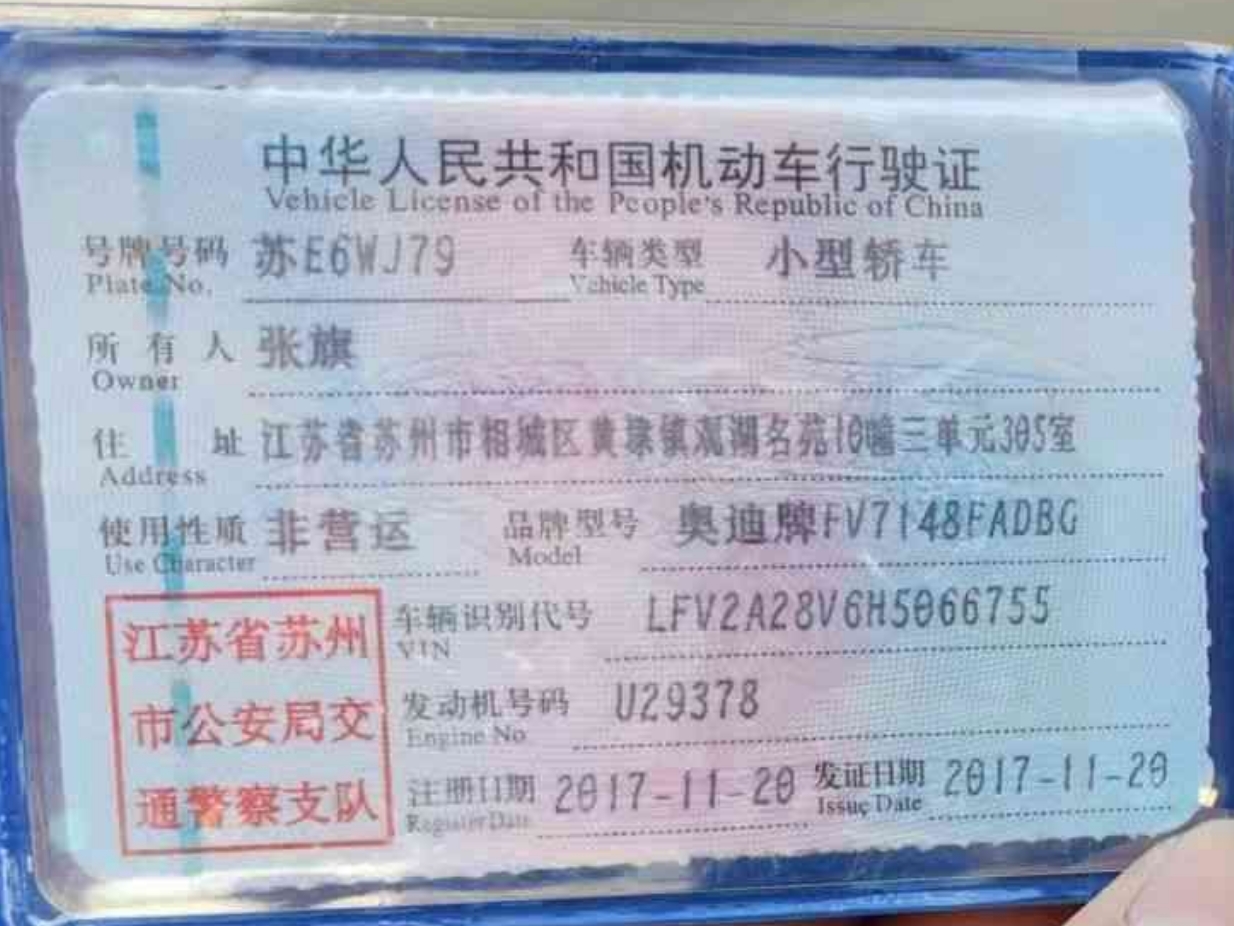 中华人民共和国机动车行驶证
Vehicle License of the People's Republic of China
号牌号码 苏E6WJ79 车辆类型 小型轿车
Plate No. Vehicle Type
所有人 张旗
Owner
住址 江苏省苏州市相城区黄埭镇观湖名苑10幢三单元305室
Address
使用性质 非营运 品牌型号 奥迪牌FV7148FADBG
Use Character Model
江苏省苏州
市公安局交
通警察支队
车辆识别代号 LFV2A28V6H5066755
VIN
发动机号码 U29378
Engine No
注册日期 2017-11-20 发证日期 2017-11-20
Register Date Issue Date